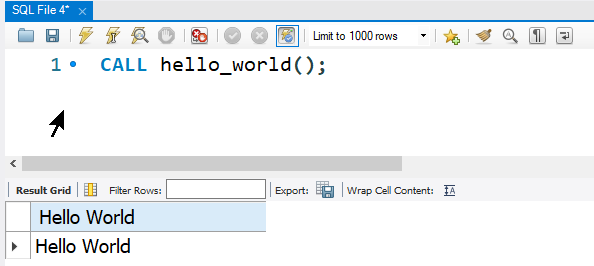 SQL File 4*
Limit to 1000 rows
1 CALL hello_world();
Result Grid Filter Rows: Export: Wrap Cell Content: IA
Hello World
Hello World